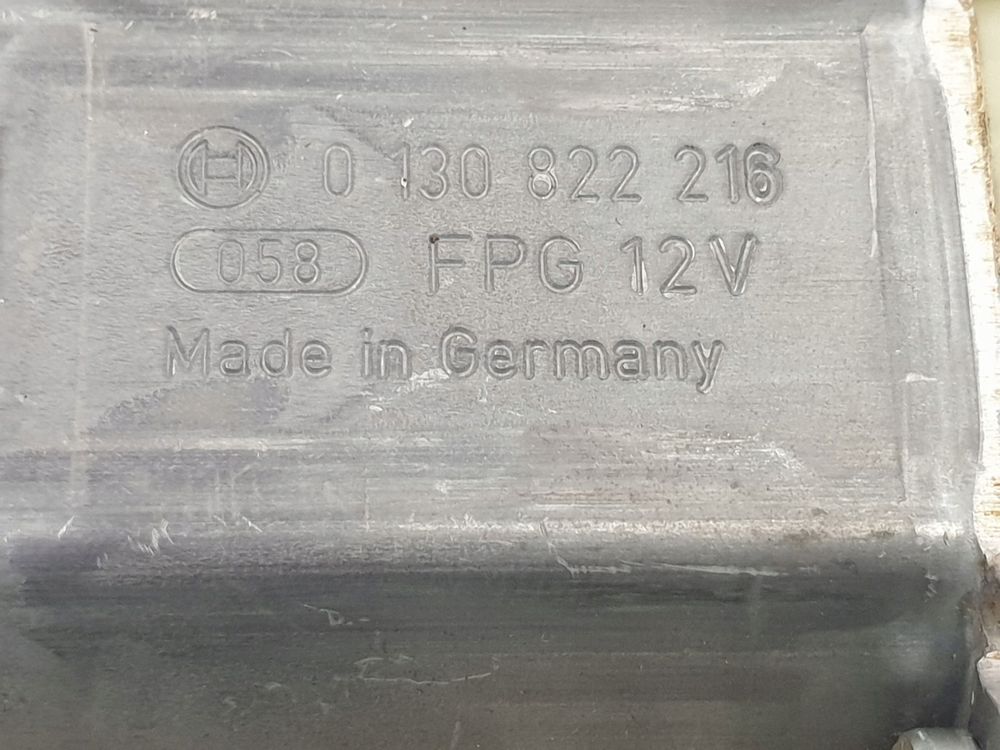 0 130 822 216
058 FPG 12V
Made in Germany